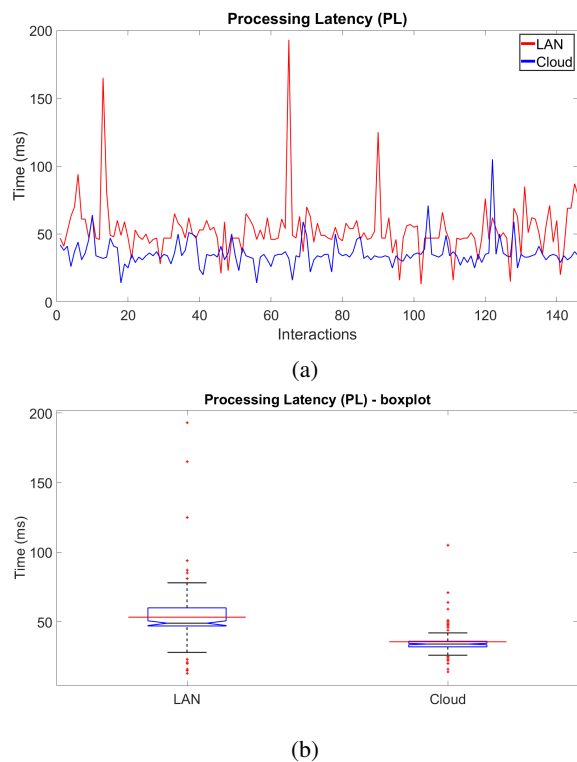 Processing Latency (PL)
200
150
100
50
0
Time (ms)
LAN
Cloud
0 20 40 60 80 100 120 140
Interactions
(a)
Processing Latency (PL) - boxplot
200
150
100
50
Time (ms)
LAN Cloud
(b)